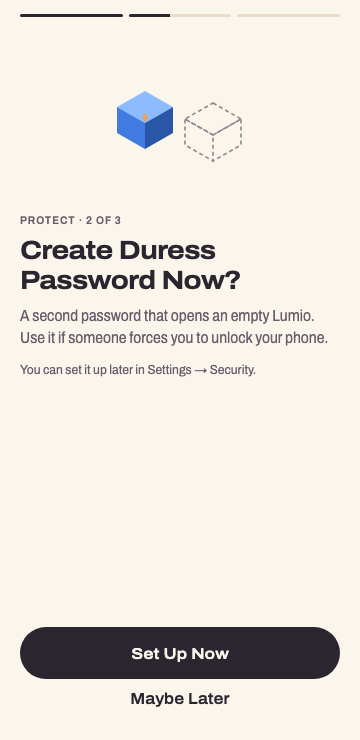 PROTECT · 2 OF 3
Create Duress
Password Now?
A second password that opens an empty Lumio.
Use it if someone forces you to unlock your phone.
You can set it up later in Settings → Security.
Set Up Now
Maybe Later